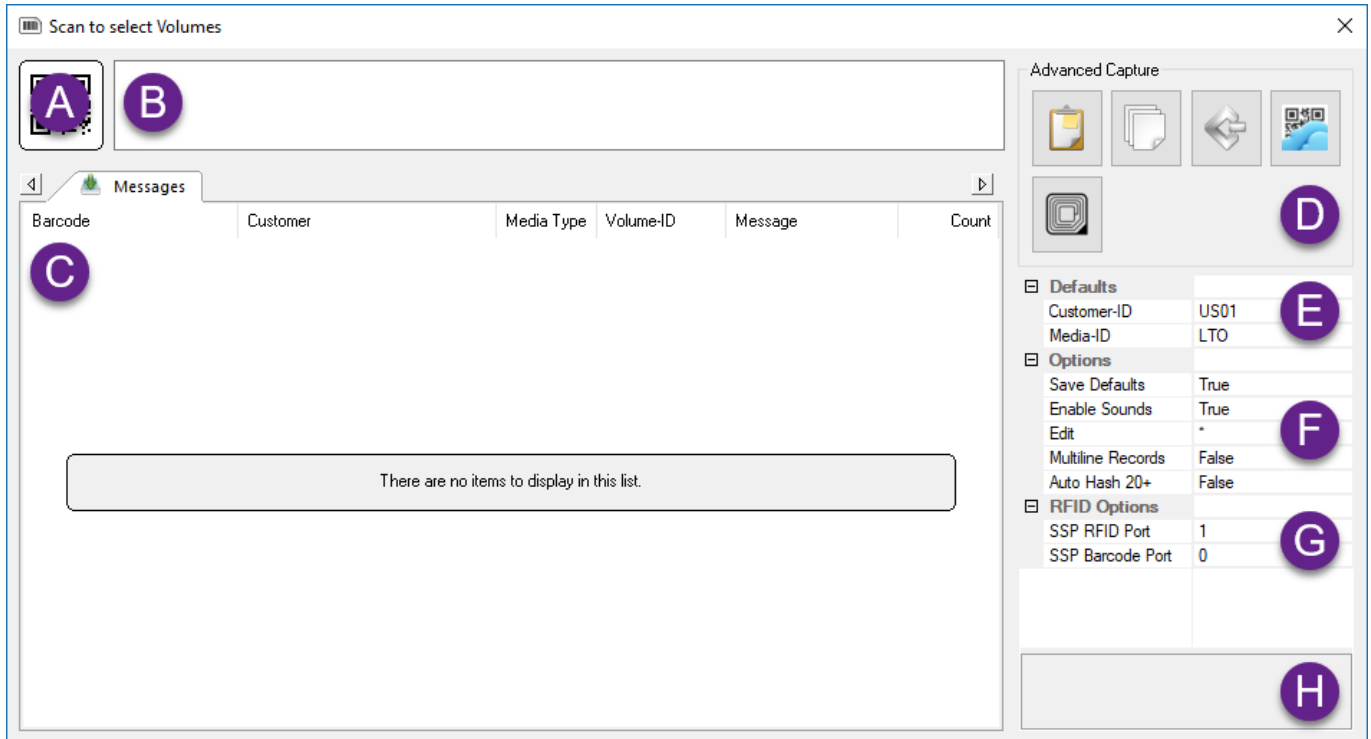 Scan to select Volumes
A B
Advanced Capture
D
Messages
Barcode Customer Media Type Volume-ID Message Count
C
There are no items to display in this list.
Defaults
Customer-ID US01
E
Media-ID LTO
Options
Save Defaults True
Enable Sounds True
Edit *
F
Multiline Records False
Auto Hash 20+ False
RFID Options
SSP RFID Port 1
G
SSP Barcode Port 0
H